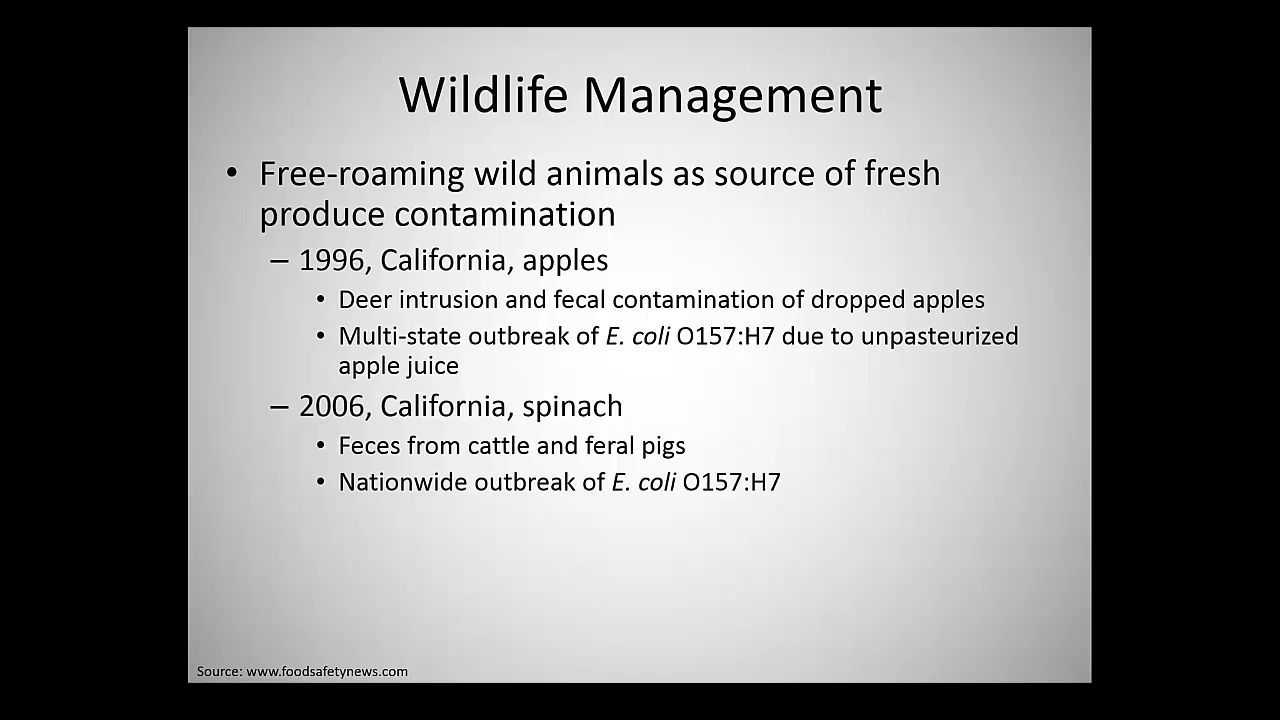 Wildlife Management
• Free-roaming wild animals as source of fresh
produce contamination
– 1996, California, apples
• Deer intrusion and fecal contamination of dropped apples
• Multi-state outbreak of E. coli O157:H7 due to unpasteurized
apple juice
– 2006, California, spinach
• Feces from cattle and feral pigs
• Nationwide outbreak of E. coli O157:H7
Source: www.foodsafetynews.com